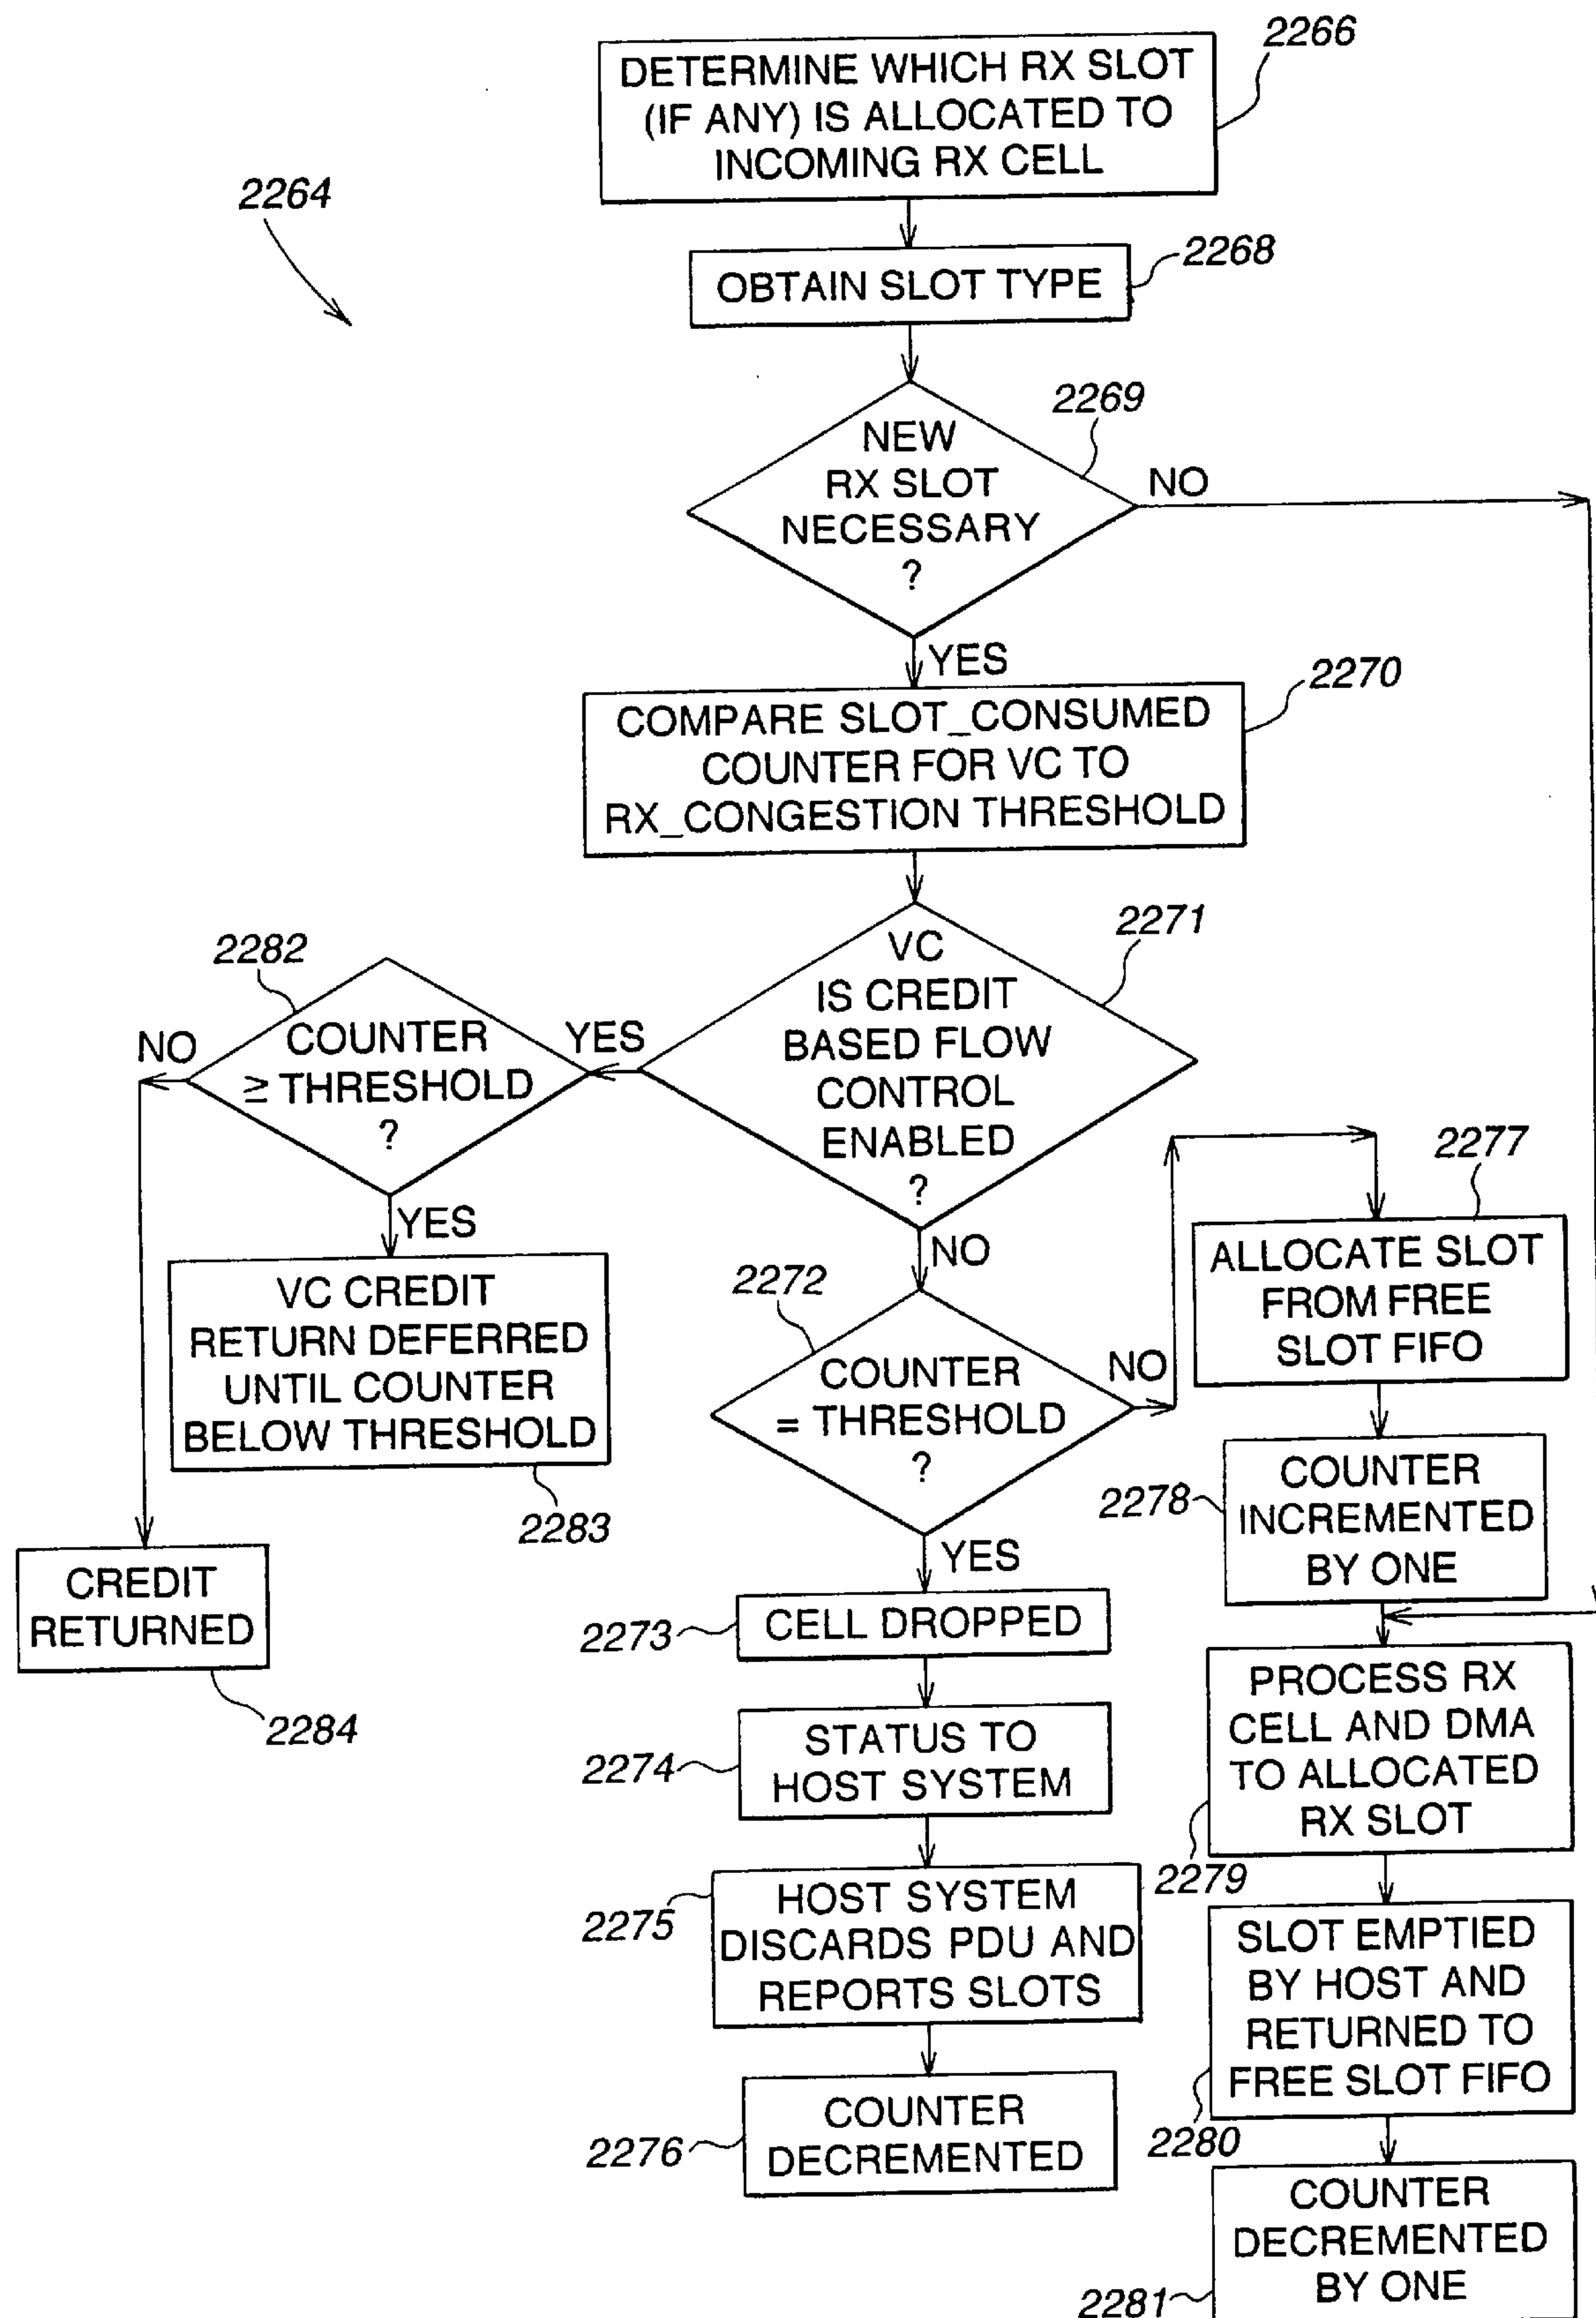 2266
DETERMINE WHICH RX SLOT
(IF ANY) IS ALLOCATED TO
INCOMING RX CELL
2264
2268
OBTAIN SLOT TYPE
2269
NEW
RX SLOT
NECESSARY
?
NO
YES
2270
COMPARE SLOT_CONSUMED
COUNTER FOR VC TO
RX_CONGESTION THRESHOLD
2271
VC
IS CREDIT
BASED FLOW
CONTROL
ENABLED
?
YES
NO
2282
COUNTER
≥ THRESHOLD
?
NO
YES
VC CREDIT
RETURN DEFERRED
UNTIL COUNTER
BELOW THRESHOLD
2283
CREDIT
RETURNED
2284
2272
COUNTER
= THRESHOLD
?
NO
YES
2273
CELL DROPPED
2274
STATUS TO
HOST SYSTEM
2275
HOST SYSTEM
DISCARDS PDU AND
REPORTS SLOTS
2276
COUNTER
DECREMENTED
2277
ALLOCATE SLOT
FROM FREE
SLOT FIFO
2278
COUNTER
INCREMENTED
BY ONE
PROCESS RX
CELL AND DMA
TO ALLOCATED
RX SLOT
2279
SLOT EMPTIED
BY HOST AND
RETURNED TO
FREE SLOT FIFO
2280
COUNTER
DECREMENTED
BY ONE
2281